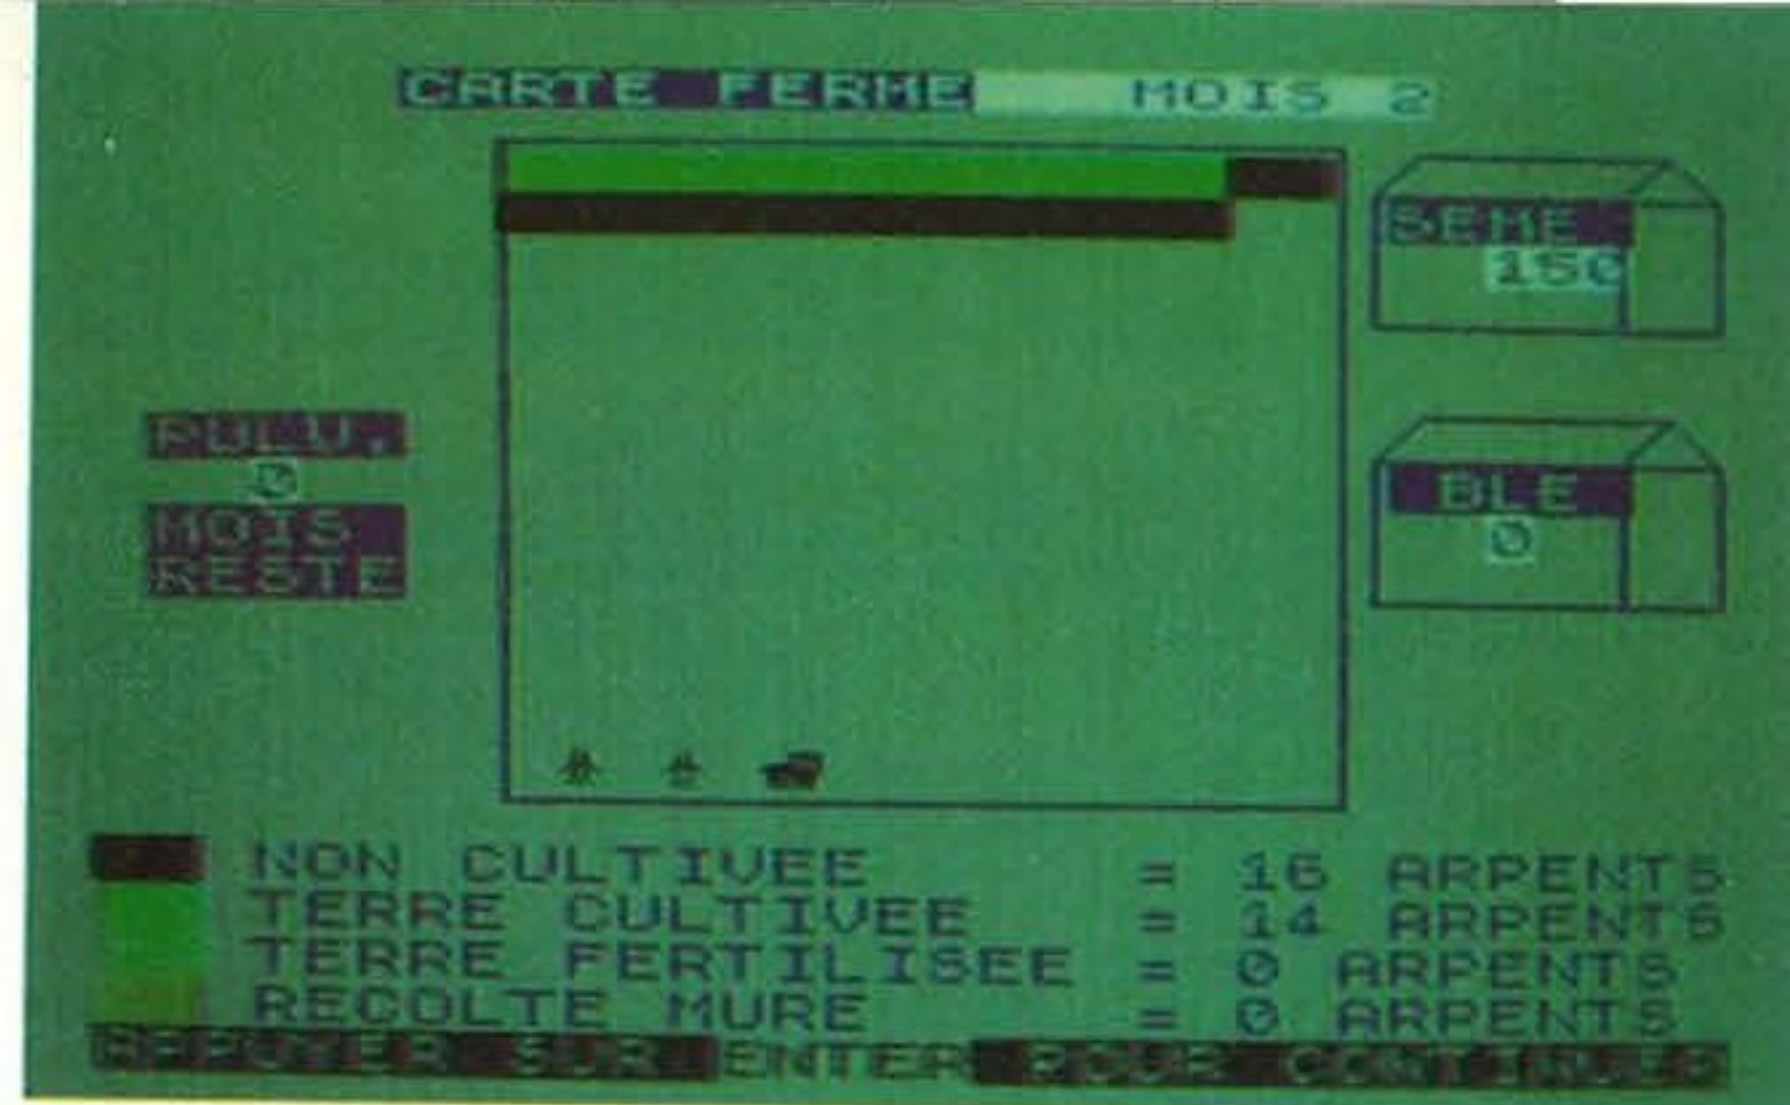 CARTE FERME MOIS 2
SEME
150
PULV.
0
MOIS
RESTE
BLE
0
NON CULTIVEE = 16 ARPENTS
TERRE CULTIVEE = 14 ARPENTS
TERRE FERTILISEE = 0 ARPENTS
RECOLTE MURE = 0 ARPENTS
APPUYER SUR ENTER POUR CONTINUER